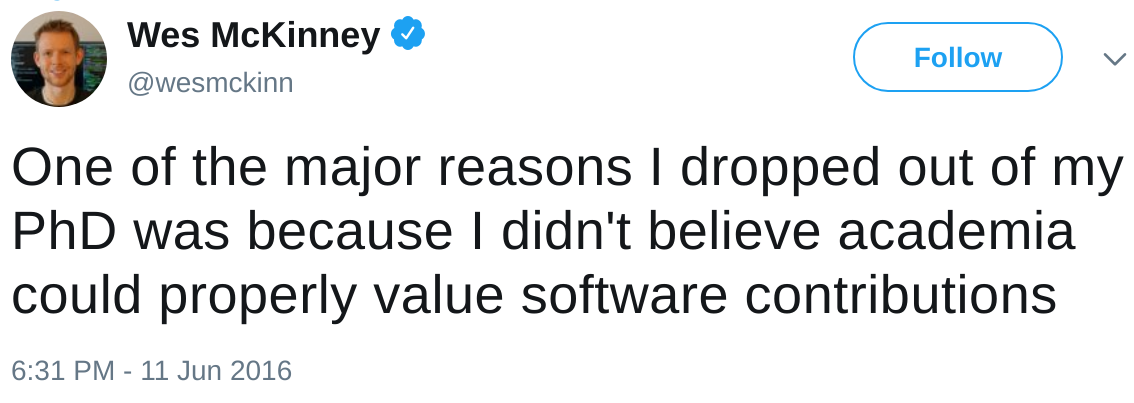 Wes McKinney
@wesmckinn
Follow
One of the major reasons I dropped out of my
PhD was because I didn't believe academia
could properly value software contributions
6:31 PM - 11 Jun 2016